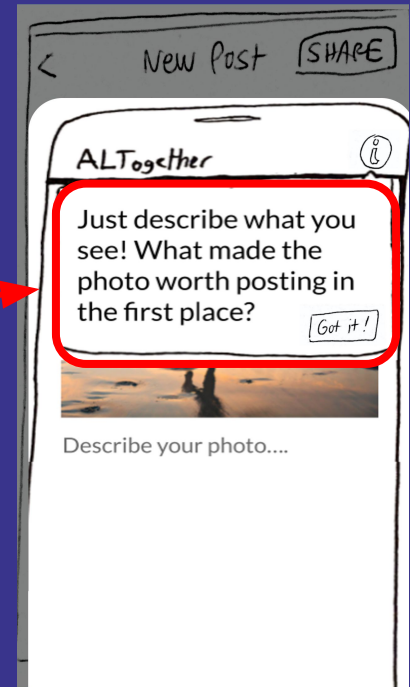 < New Post SHARE
ALTogether i
Just describe what you
see! What made the
photo worth posting in
the first place?
Got it!
Describe your photo....